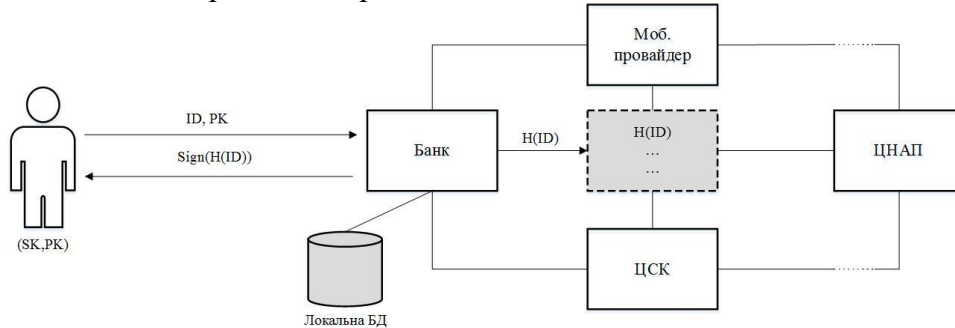 Моб.
провайдер
ID, PK
Sign(H(ID))
(SK,PK)
Банк
H(ID)
H(ID)
...
...
ЦНАП
ЦСК
Локальна БД